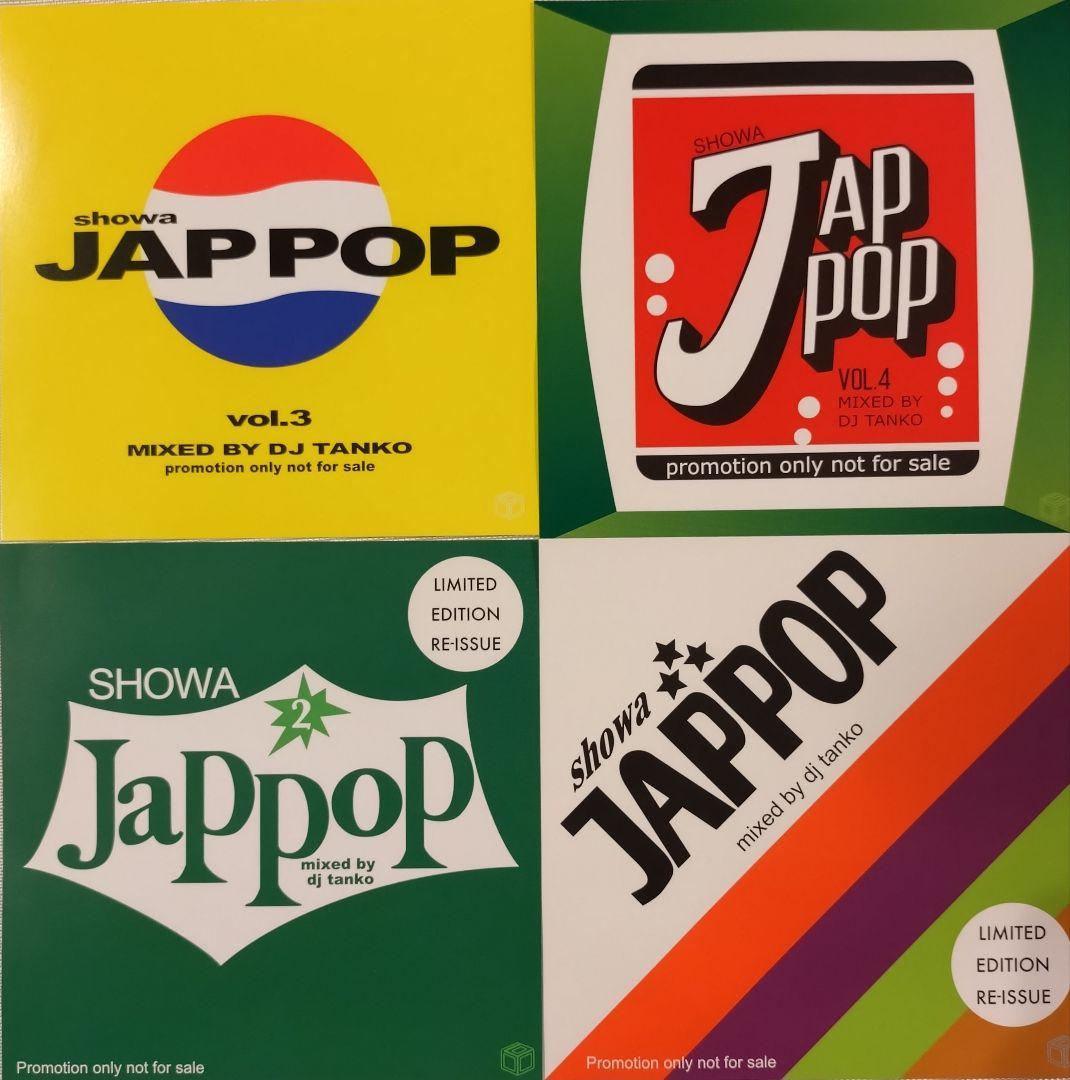 showa
JAP POP
vol.3
MIXED BY DJ TANKO
promotion only not for sale
SHOWA
JAP
POP
VOL.4
MIXED BY
DJ TANKO
promotion only not for sale
LIMITED
EDITION
RE-ISSUE
SHOWA
2
Jappop
mixed by
dj tanko
Promotion only not for sale
showa
JAPPOP
mixed by dj tanko
LIMITED
EDITION
RE-ISSUE
Promotion only not for sale